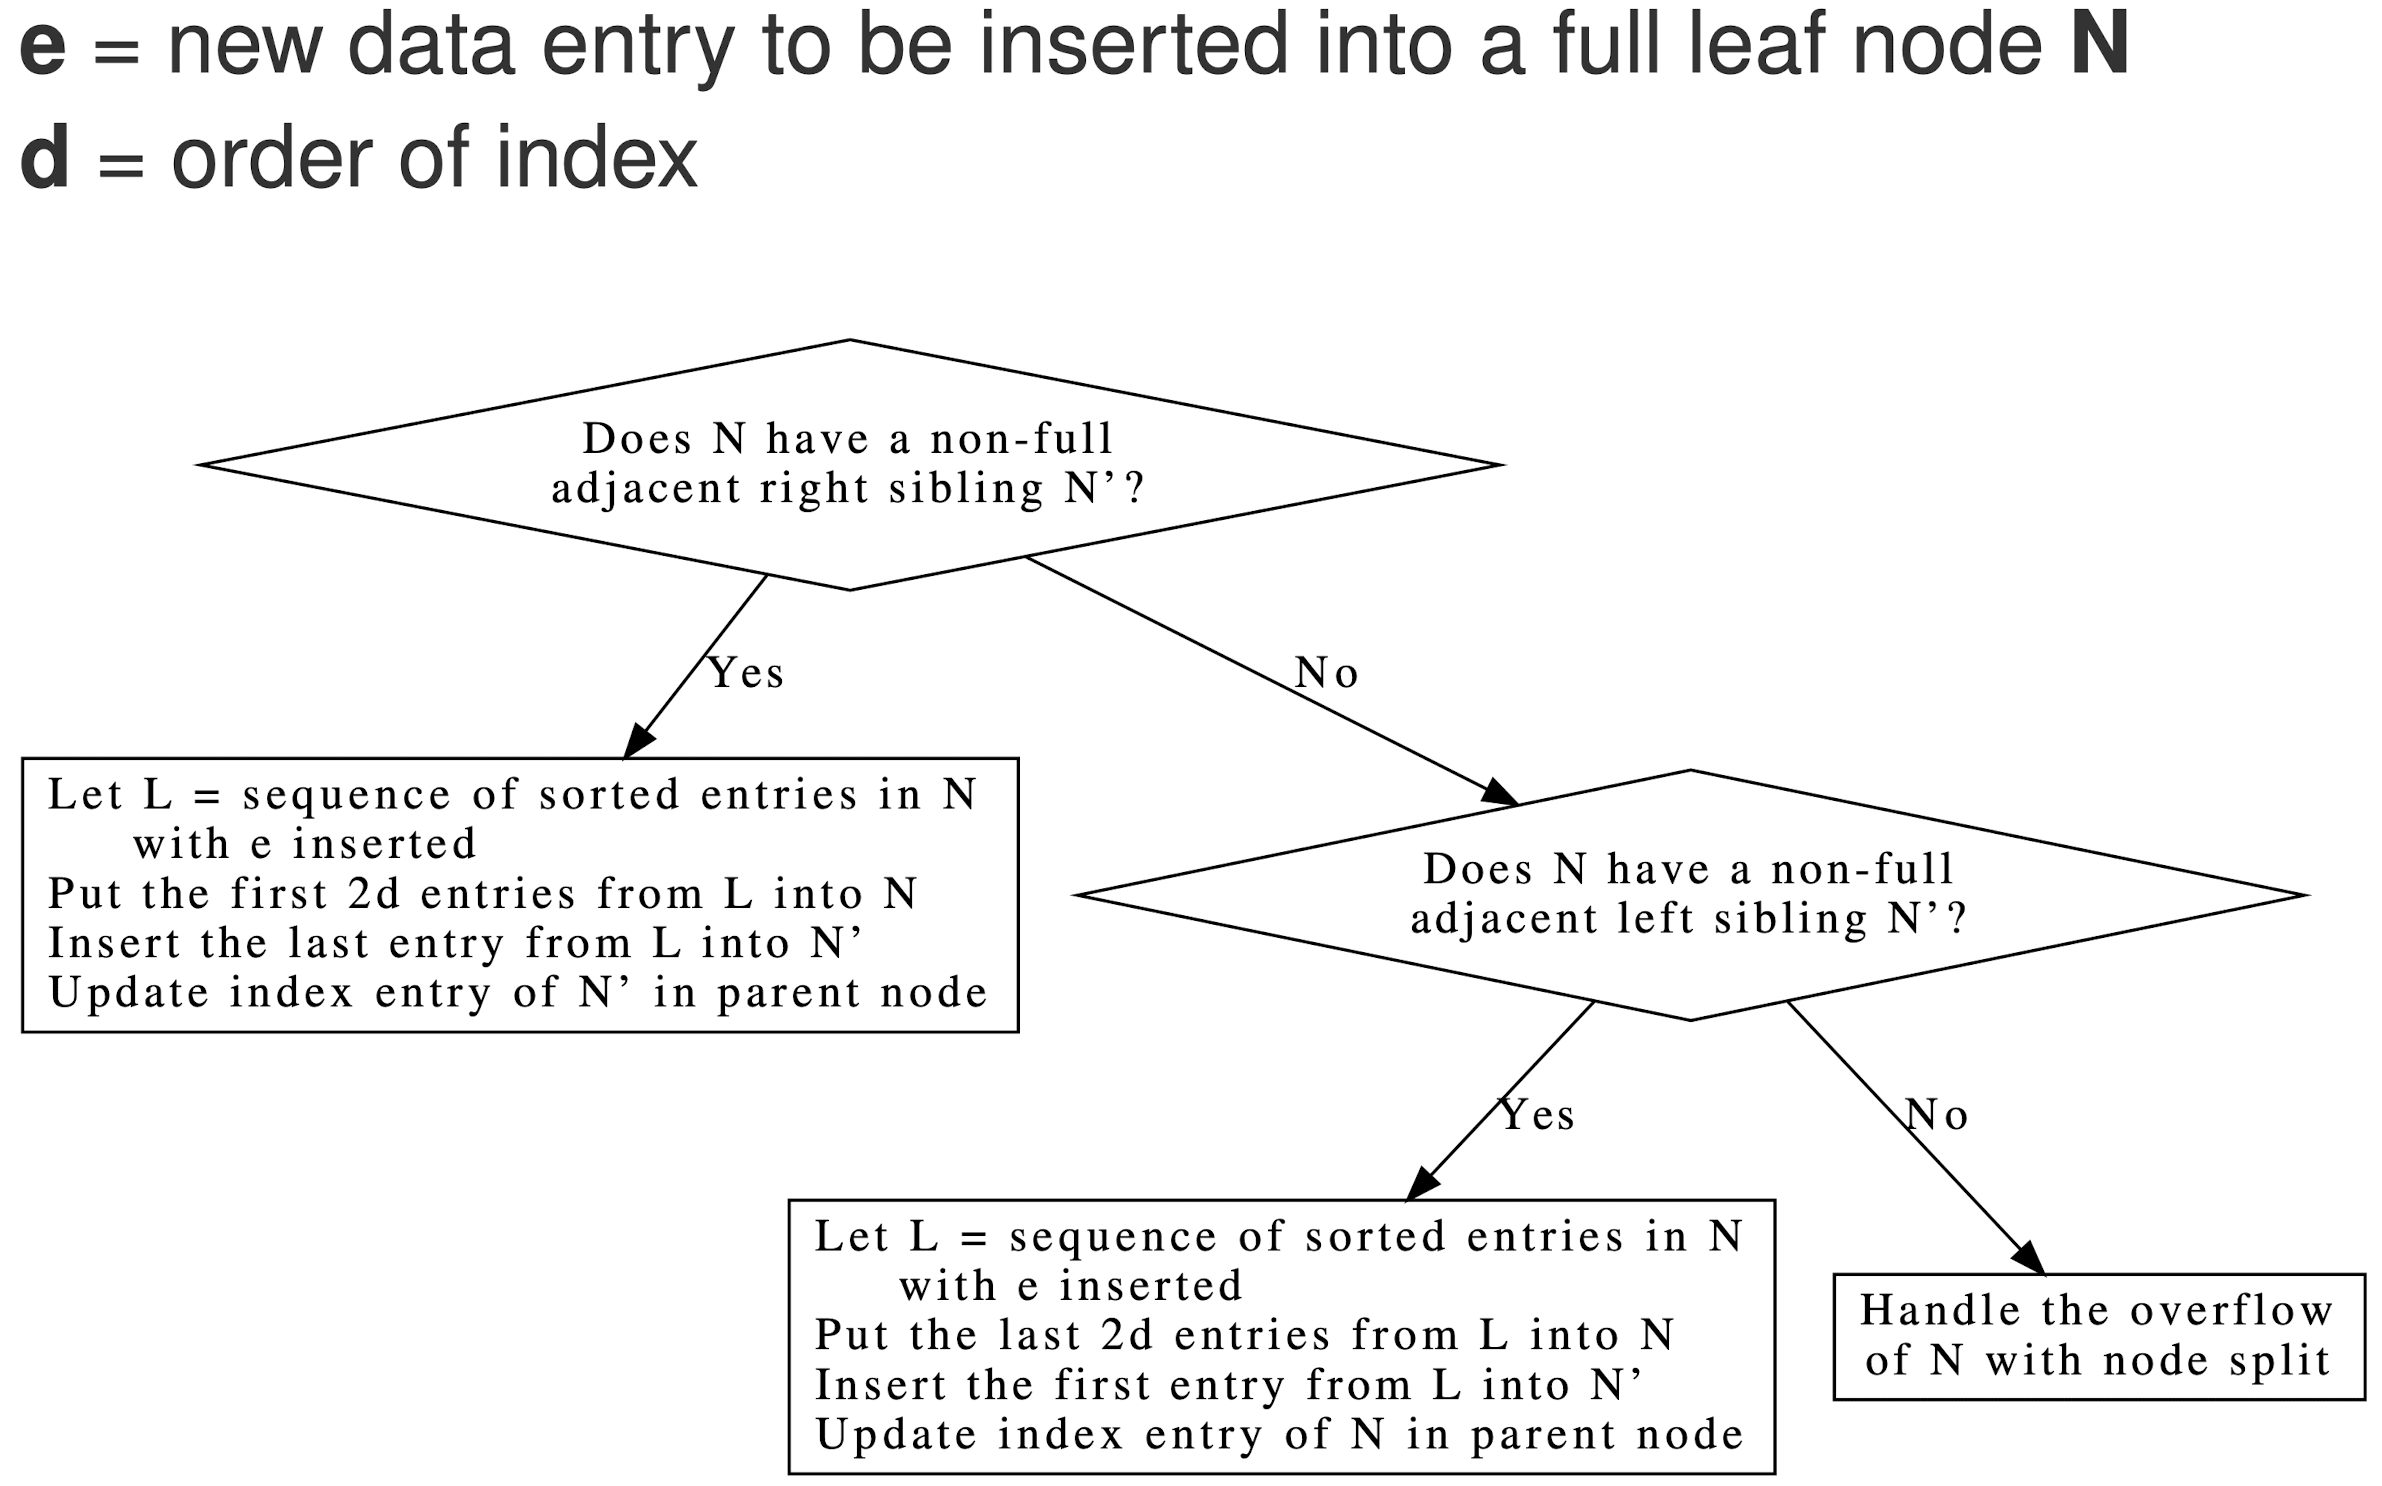 e = new data entry to be inserted into a full leaf node N
d = order of index
Does N have a non-full
adjacent right sibling N’?
Yes
No
Let L = sequence of sorted entries in N
with e inserted
Put the first 2d entries from L into N
Insert the last entry from L into N’
Update index entry of N’ in parent node
Does N have a non-full
adjacent left sibling N’?
Yes
No
Let L = sequence of sorted entries in N
with e inserted
Put the last 2d entries from L into N
Insert the first entry from L into N’
Update index entry of N in parent node
Handle the overflow
of N with node split